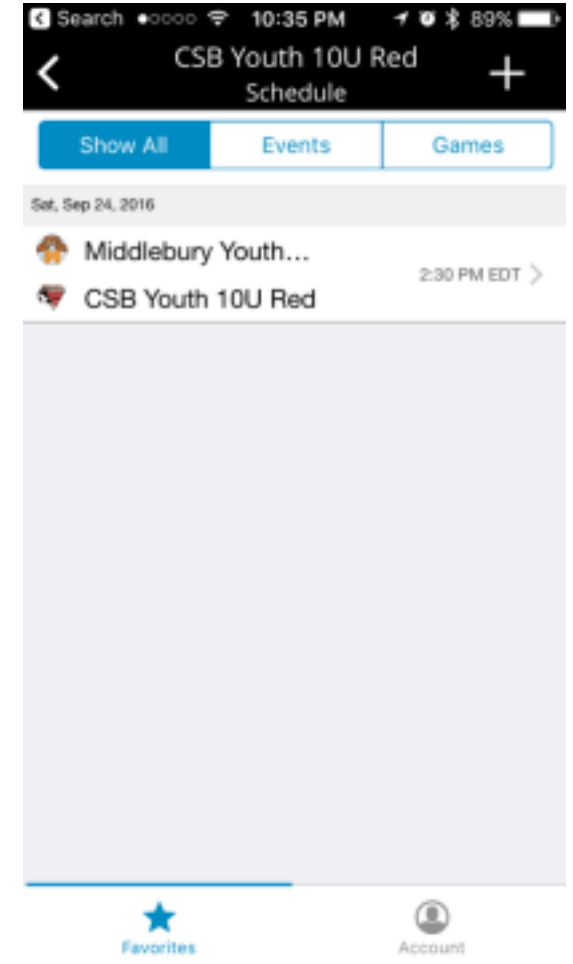 Search 10:35 PM 89%
CSB Youth 10U Red
Schedule
Show All Events Games
Sat, Sep 24, 2016
Middlebury Youth...
2:30 PM EDT
CSB Youth 10U Red
Favorites Account